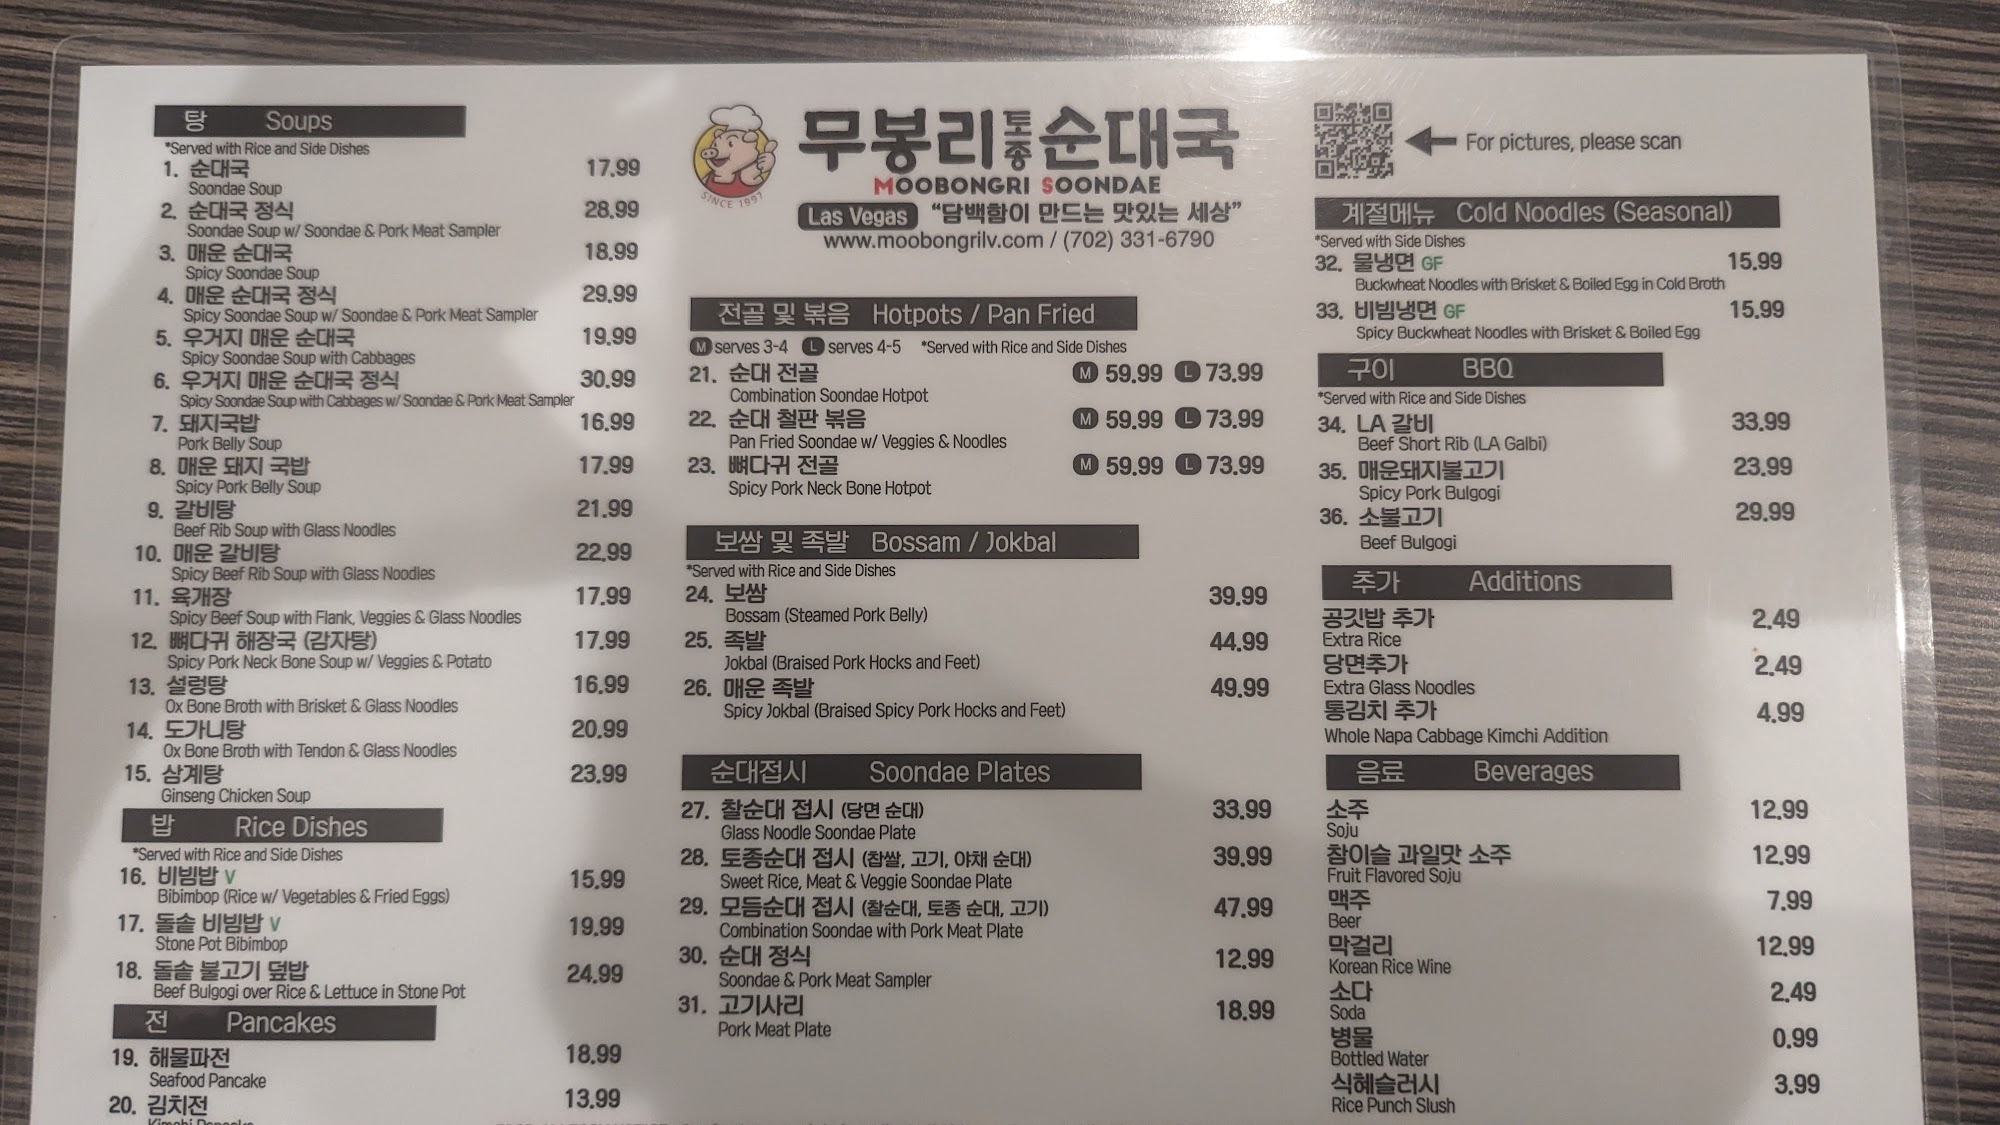 탕 Soups
*Served with Rice and Side Dishes
1. 순대국 17.99
Soondae Soup
2. 순대국 정식 28.99
Soondae Soup w/ Soondae & Pork Meat Sampler
3. 매운 순대국 18.99
Spicy Soondae Soup
4. 매운 순대국 정식 29.99
Spicy Soondae Soup w/ Soondae & Pork Meat Sampler
5. 우거지 매운 순대국 19.99
Spicy Soondae Soup with Cabbages
6. 우거지 매운 순대국 정식 30.99
Spicy Soondae Soup with Cabbages w/ Soondae & Pork Meat Sampler
7. 돼지국밥 16.99
Pork Belly Soup
8. 매운 돼지 국밥 17.99
Spicy Pork Belly Soup
9. 갈비탕 21.99
Beef Rib Soup with Glass Noodles
10. 매운 갈비탕 22.99
Spicy Beef Rib Soup with Glass Noodles
11. 육개장 17.99
Spicy Beef Soup with Flank, Veggies & Glass Noodles
12. 뼈다귀 해장국 (감자탕) 17.99
Spicy Pork Neck Bone Soup w/ Veggies & Potato
13. 설렁탕 16.99
Ox Bone Broth with Brisket & Glass Noodles
14. 도가니탕 20.99
Ox Bone Broth with Tendon & Glass Noodles
15. 삼계탕 23.99
Ginseng Chicken Soup
밥 Rice Dishes
*Served with Rice and Side Dishes
16. 비빔밥 V 15.99
Bibimbop (Rice w/ Vegetables & Fried Eggs)
17. 돌솥 비빔밥 V 19.99
Stone Pot Bibimbop
18. 돌솥 불고기 덮밥 24.99
Beef Bulgogi over Rice & Lettuce in Stone Pot
전 Pancakes
19. 해물파전 18.99
Seafood Pancake
20. 김치전 13.99
Kimchi Pancake
SINCE 1997
무봉리 토종 순대국
MOOBONGRI SOONDAE
Las Vegas "담백함이 만드는 맛있는 세상"
www.moobongrilv.com / (702) 331-6790
전골 및 볶음 Hotpots / Pan Fried
M serves 3-4 L serves 4-5 *Served with Rice and Side Dishes
21. 순대 전골 M 59.99 L 73.99
Combination Soondae Hotpot
22. 순대 철판 볶음 M 59.99 L 73.99
Pan Fried Soondae w/ Veggies & Noodles
23. 뼈다귀 전골 M 59.99 L 73.99
Spicy Pork Neck Bone Hotpot
보쌈 및 족발 Bossam / Jokbal
*Served with Rice and Side Dishes
24. 보쌈 39.99
Bossam (Steamed Pork Belly)
25. 족발 44.99
Jokbal (Braised Pork Hocks and Feet)
26. 매운 족발 49.99
Spicy Jokbal (Braised Spicy Pork Hocks and Feet)
순대접시 Soondae Plates
27. 찰순대 접시 (당면 순대) 33.99
Glass Noodle Soondae Plate
28. 토종순대 접시 (찹쌀, 고기, 야채 순대) 39.99
Sweet Rice, Meat & Veggie Soondae Plate
29. 모듬순대 접시 (찰순대, 토종 순대, 고기) 47.99
Combination Soondae with Pork Meat Plate
30. 순대 정식 12.99
Soondae & Pork Meat Sampler
31. 고기사리 18.99
Pork Meat Plate
For pictures, please scan
계절메뉴 Cold Noodles (Seasonal)
*Served with Side Dishes
32. 물냉면 GF 15.99
Buckwheat Noodles with Brisket & Boiled Egg in Cold Broth
33. 비빔냉면 GF 15.99
Spicy Buckwheat Noodles with Brisket & Boiled Egg
구이 BBQ
*Served with Rice and Side Dishes
34. LA 갈비 33.99
Beef Short Rib (LA Galbi)
35. 매운돼지불고기 23.99
Spicy Pork Bulgogi
36. 소불고기 29.99
Beef Bulgogi
추가 Additions
공깃밥 추가 2.49
Extra Rice
당면추가 2.49
Extra Glass Noodles
통김치 추가 4.99
Whole Napa Cabbage Kimchi Addition
음료 Beverages
소주 12.99
Soju
참이슬 과일맛 소주 12.99
Fruit Flavored Soju
맥주 7.99
Beer
막걸리 12.99
Korean Rice Wine
소다 2.49
Soda
병물 0.99
Bottled Water
식혜슬러시 3.99
Rice Punch Slush